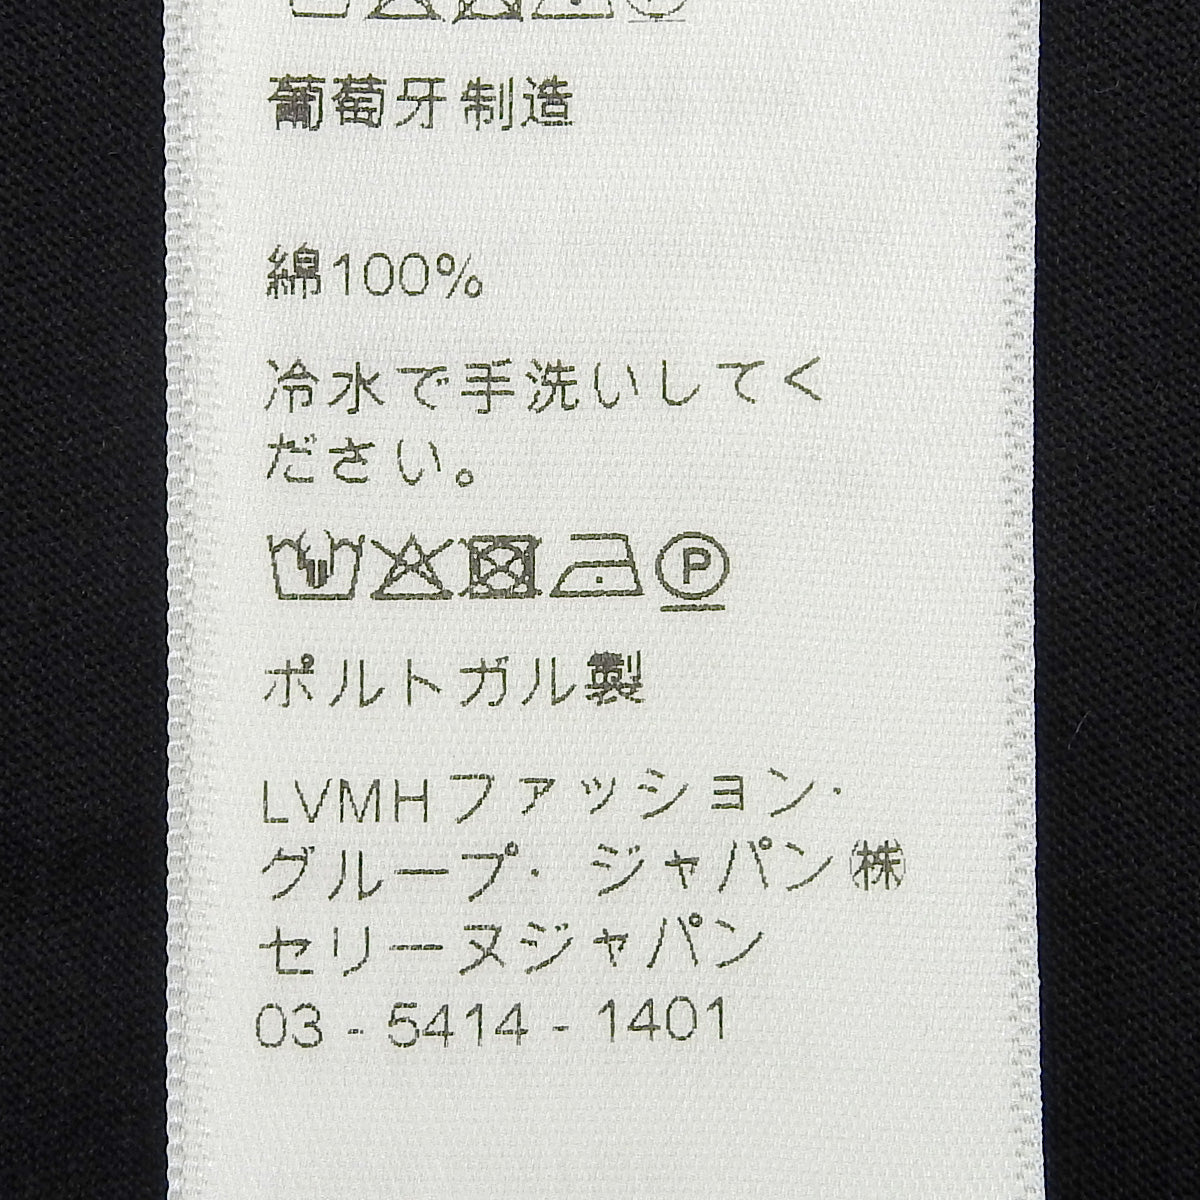 葡萄牙制造
綿100%
冷水で手洗いしてく
ださい。
P
ポルトガル製
LVMHファッション・
グループ・ジャパン㈱
セリーヌジャパン
03 - 5414 - 1401